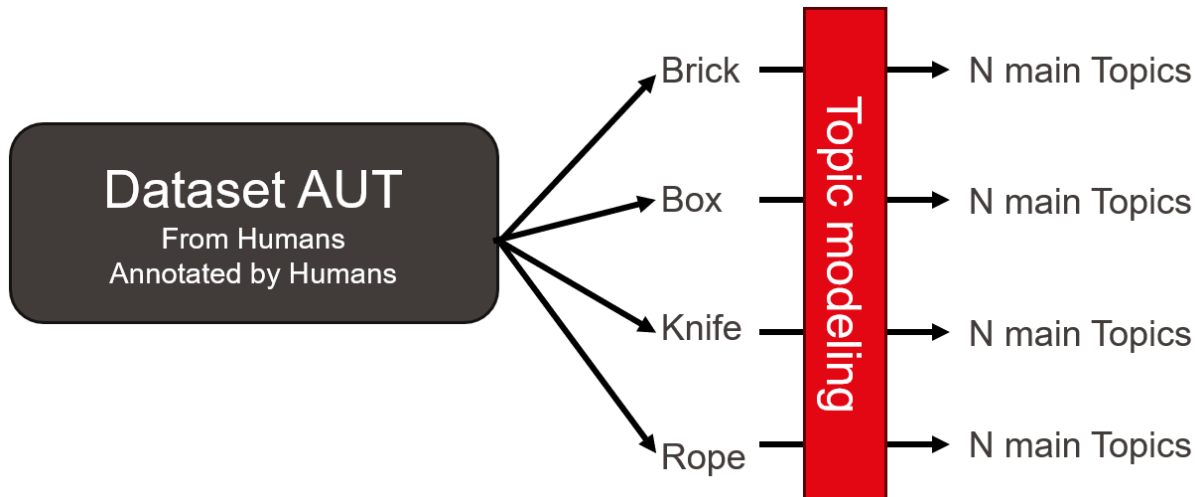 Dataset AUT
From Humans
Annotated by Humans
Brick
Box
Knife
Rope
Topic modeling
N main Topics
N main Topics
N main Topics
N main Topics